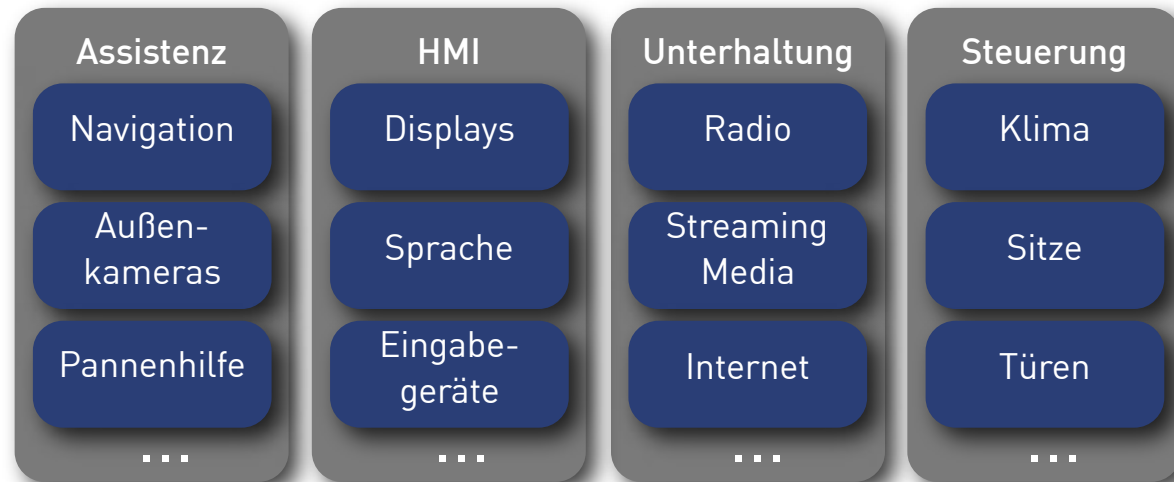 Assistenz
Navigation
Außen-
kameras
Pannenhilfe
...
HMI
Displays
Sprache
Eingabe-
geräte
...
Unterhaltung
Radio
Streaming
Media
Internet
...
Steuerung
Klima
Sitze
Türen
...